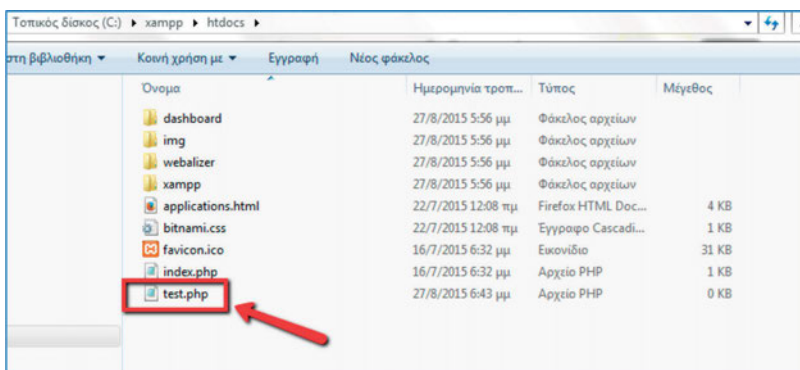 Τοπικός δίσκος (C:) ▸ xampp ▸ htdocs ▸
στη βιβλιοθήκη ▾ Κοινή χρήση με ▾ Εγγραφή Νέος φάκελος
Όνομα Ημερομηνία τροπ... Τύπος Μέγεθος
dashboard 27/8/2015 5:56 μμ Φάκελος αρχείων
img 27/8/2015 5:56 μμ Φάκελος αρχείων
webalizer 27/8/2015 5:56 μμ Φάκελος αρχείων
xampp 27/8/2015 5:56 μμ Φάκελος αρχείων
applications.html 22/7/2015 12:08 πμ Firefox HTML Doc... 4 KB
bitnami.css 22/7/2015 12:08 πμ Έγγραφο Cascadi... 1 KB
favicon.ico 16/7/2015 6:32 μμ Εικονίδιο 31 KB
index.php 16/7/2015 6:32 μμ Αρχείο PHP 1 KB
test.php 27/8/2015 6:43 μμ Αρχείο PHP 0 KB